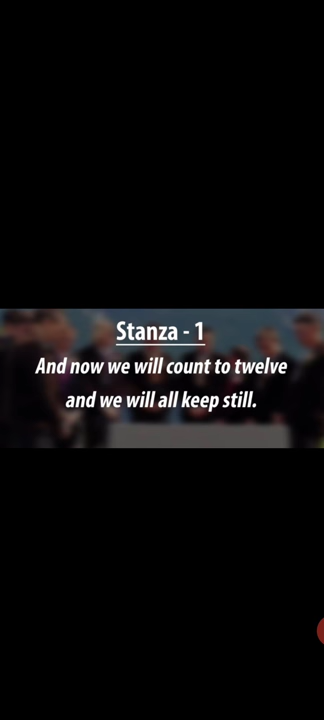 Stanza - 1
And now we will count to twelve
and we will all keep still.